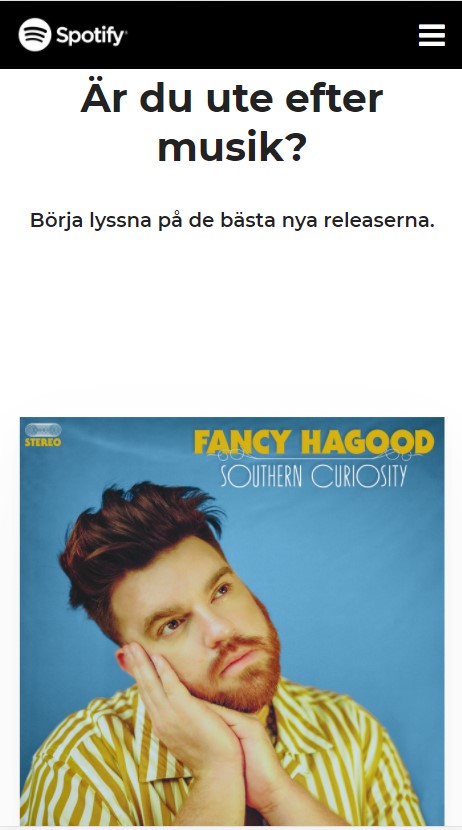 Spotify
Är du ute efter
musik?
Börja lyssna på de bästa nya releaserna.
STEREO
FANCY HAGOOD
SOUTHERN CURIOSITY